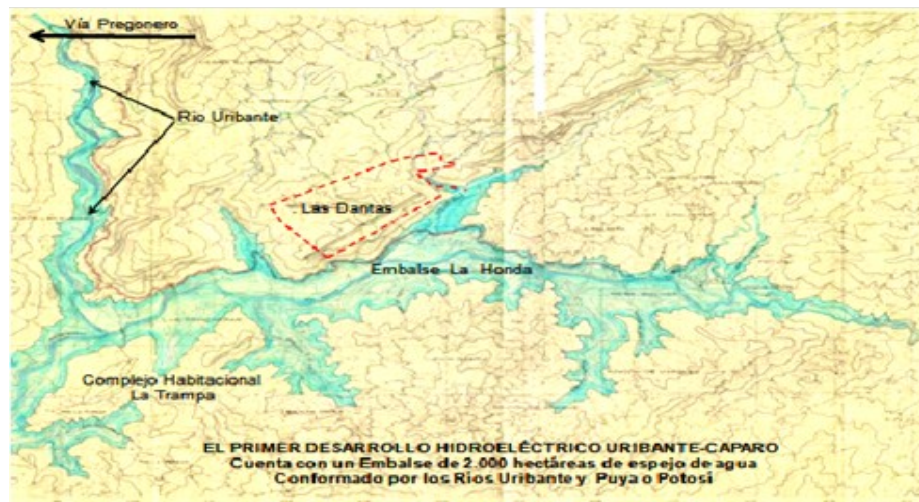 Vía Pregonero
Rio Uribante
Las Dantas
Embalse La Honda
Complejo Habitacional
La Trampa
EL PRIMER DESARROLLO HIDROELÉCTRICO URIBANTE-CAPARO
Cuenta con un Embalse de 2.000 hectáreas de espejo de agua
Conformado por los Rios Uribante y Puya o Potosi